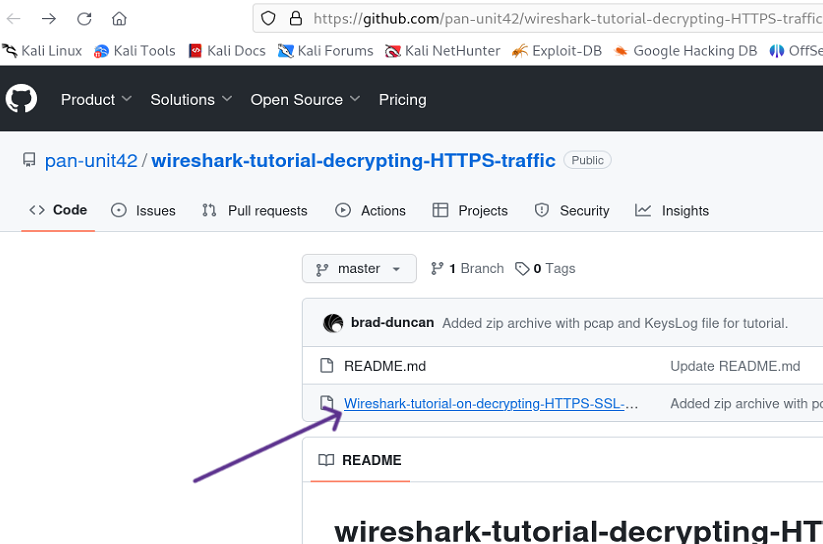 https://github.com/pan-unit42/wireshark-tutorial-decrypting-HTTPS-traffic
Kali Linux Kali Tools Kali Docs Kali Forums Kali NetHunter Exploit-DB Google Hacking DB OffSe
Product Solutions Open Source Pricing
pan-unit42 / wireshark-tutorial-decrypting-HTTPS-traffic Public
Code Issues Pull requests Actions Projects Security Insights
master 1 Branch 0 Tags
brad-duncan Added zip archive with pcap and KeysLog file for tutorial.
README.md Update README.md
Wireshark-tutorial-on-decrypting-HTTPS-SSL-… Added zip archive with pc
README
wireshark-tutorial-decrypting-HT